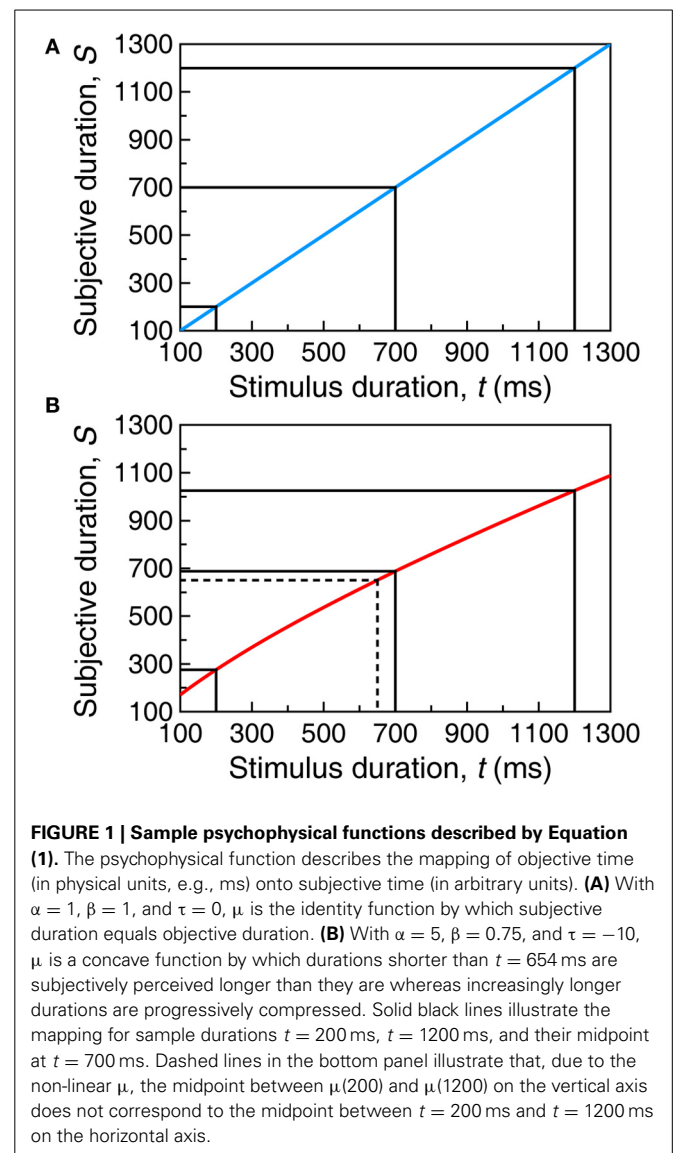 A
Subjective duration, S
1300
1100
900
700
500
300
100
100 300 500 700 900 1100 1300
Stimulus duration, t (ms)
B
Subjective duration, S
1300
1100
900
700
500
300
100
100 300 500 700 900 1100 1300
Stimulus duration, t (ms)
FIGURE 1 | Sample psychophysical functions described by Equation
(1). The psychophysical function describes the mapping of objective time
(in physical units, e.g., ms) onto subjective time (in arbitrary units). (A) With
α = 1, β = 1, and τ = 0, μ is the identity function by which subjective
duration equals objective duration. (B) With α = 5, β = 0.75, and τ = −10,
μ is a concave function by which durations shorter than t = 654 ms are
subjectively perceived longer than they are whereas increasingly longer
durations are progressively compressed. Solid black lines illustrate the
mapping for sample durations t = 200 ms, t = 1200 ms, and their midpoint
at t = 700 ms. Dashed lines in the bottom panel illustrate that, due to the
non-linear μ, the midpoint between μ(200) and μ(1200) on the vertical axis
does not correspond to the midpoint between t = 200 ms and t = 1200 ms
on the horizontal axis.